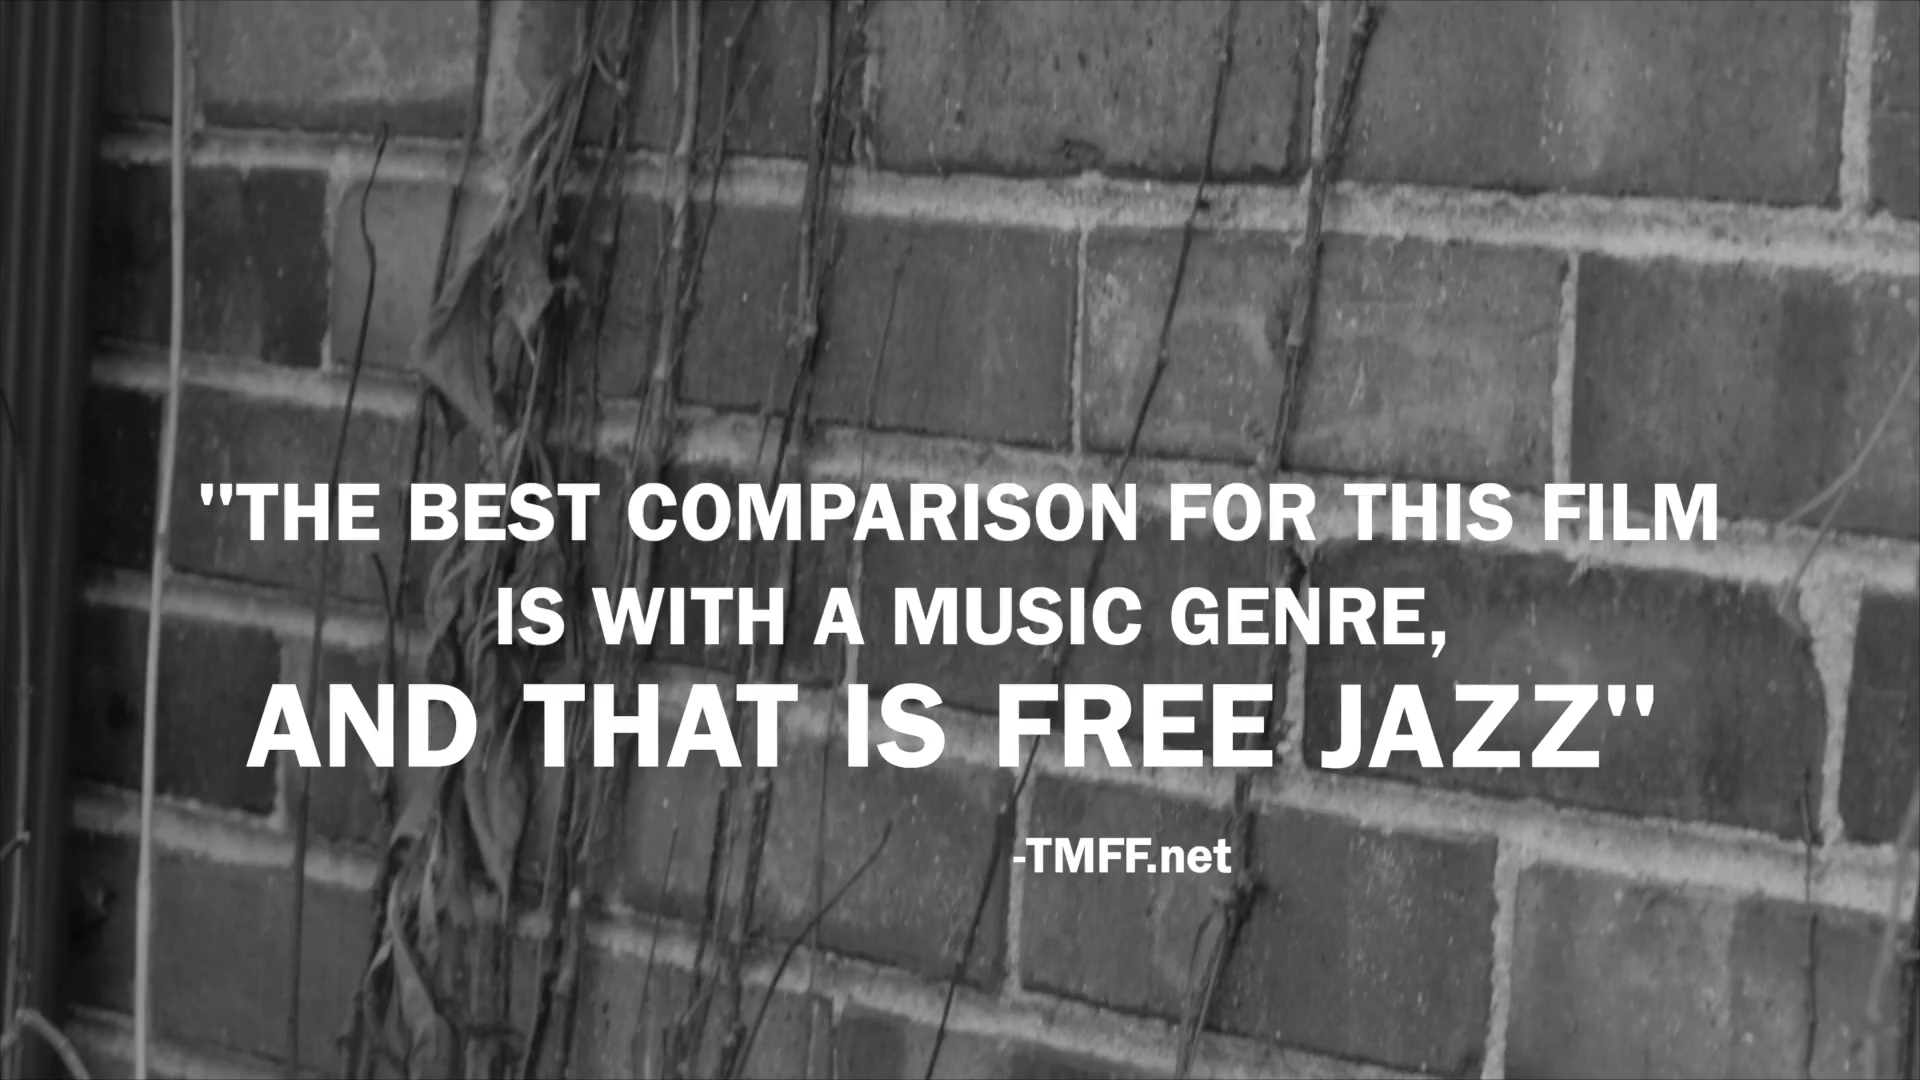 "THE BEST COMPARISON FOR THIS FILM
IS WITH A MUSIC GENRE,
AND THAT IS FREE JAZZ"
-TMFF.net